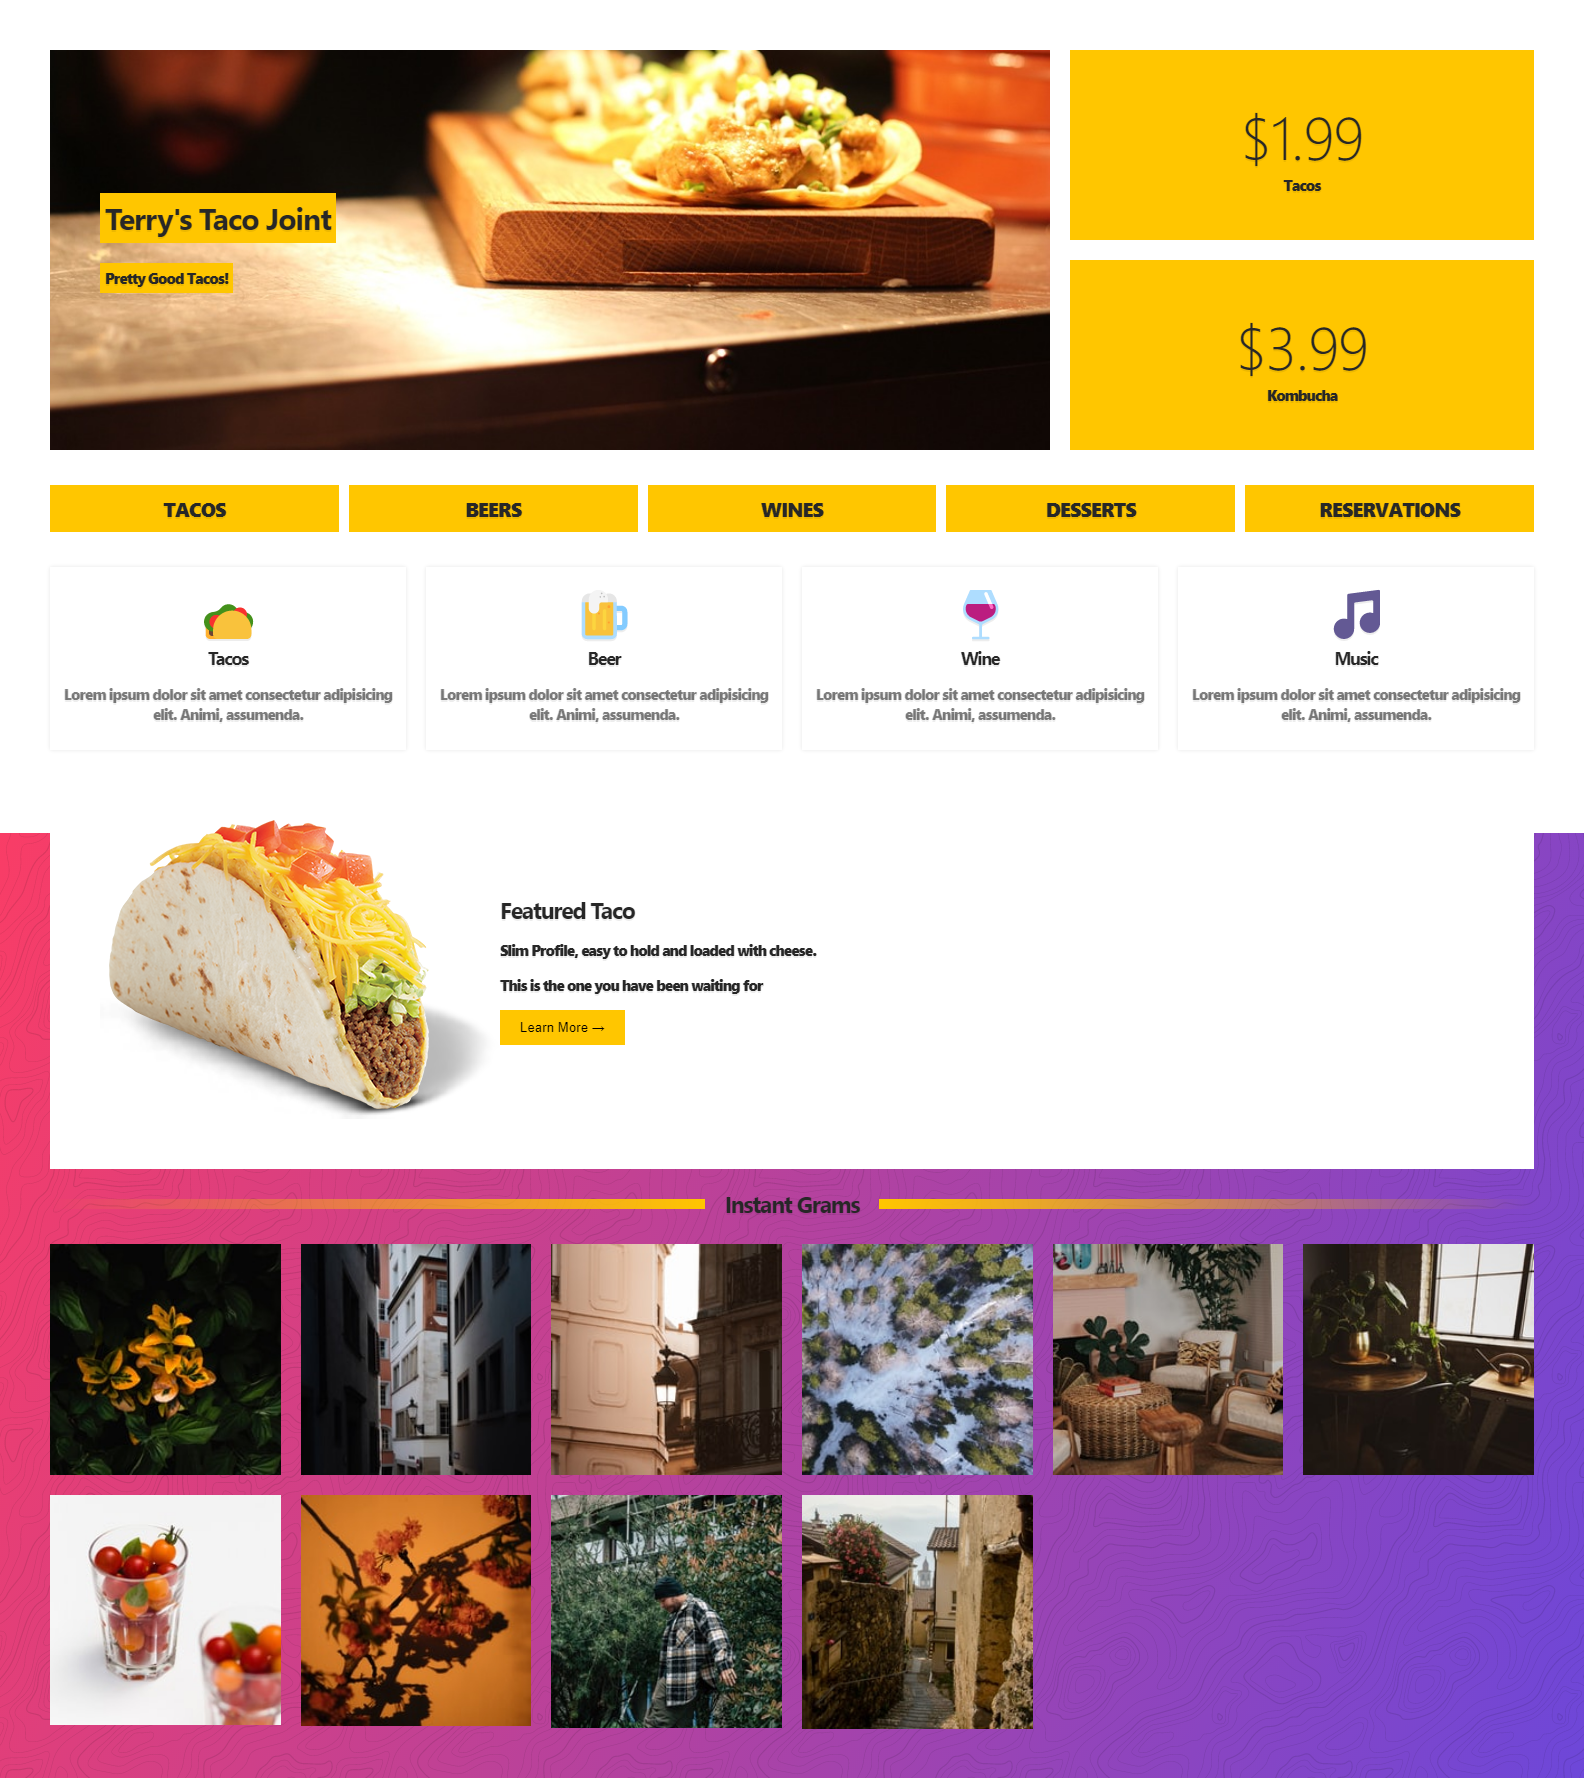 Terry's Taco Joint
Pretty Good Tacos!
$1.99
Tacos
$3.99
Kombucha
TACOS
BEERS
WINES
DESSERTS
RESERVATIONS
Tacos
Lorem ipsum dolor sit amet consectetur adipisicing
elit. Animi, assumenda.
Beer
Lorem ipsum dolor sit amet consectetur adipisicing
elit. Animi, assumenda.
Wine
Lorem ipsum dolor sit amet consectetur adipisicing
elit. Animi, assumenda.
Music
Lorem ipsum dolor sit amet consectetur adipisicing
elit. Animi, assumenda.
Featured Taco
Slim Profile, easy to hold and loaded with cheese.
This is the one you have been waiting for
Learn More →
Instant Grams